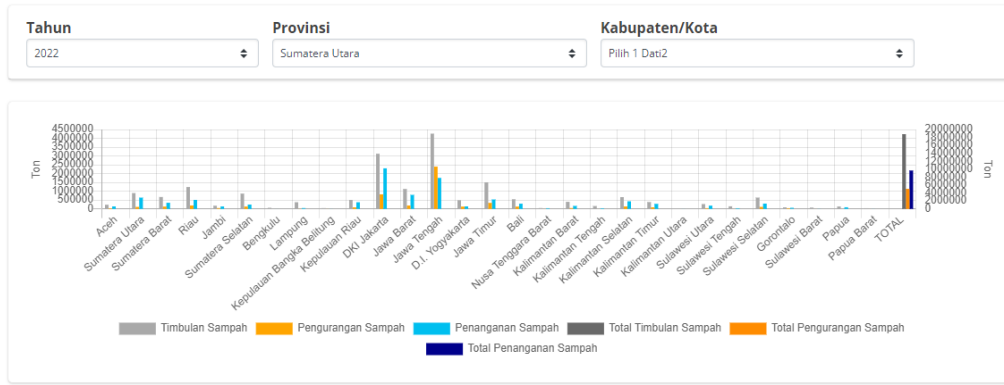 Tahun
Provinsi
Kabupaten/Kota
2022
Sumatera Utara
Pilih 1 Dati2
4500000
4000000
3500000
3000000
2500000
2000000
1500000
1000000
500000
0
Ton
20000000
18000000
16000000
14000000
12000000
10000000
8000000
6000000
4000000
2000000
0
Ton
Aceh
Sumatera Utara
Sumatera Barat
Riau
Jambi
Sumatera Selatan
Bengkulu
Lampung
Kepulauan Bangka Belitung
Kepulauan Riau
DKI Jakarta
Jawa Barat
Jawa Tengah
D.I. Yogyakarta
Jawa Timur
Bali
Nusa Tenggara Barat
Kalimantan Barat
Kalimantan Tengah
Kalimantan Selatan
Kalimantan Timur
Kalimantan Utara
Sulawesi Utara
Sulawesi Tengah
Sulawesi Selatan
Gorontalo
Sulawesi Barat
Papua
Papua Barat
TOTAL
Timbulan Sampah Pengurangan Sampah Penanganan Sampah Total Timbulan Sampah Total Pengurangan Sampah
Total Penanganan Sampah